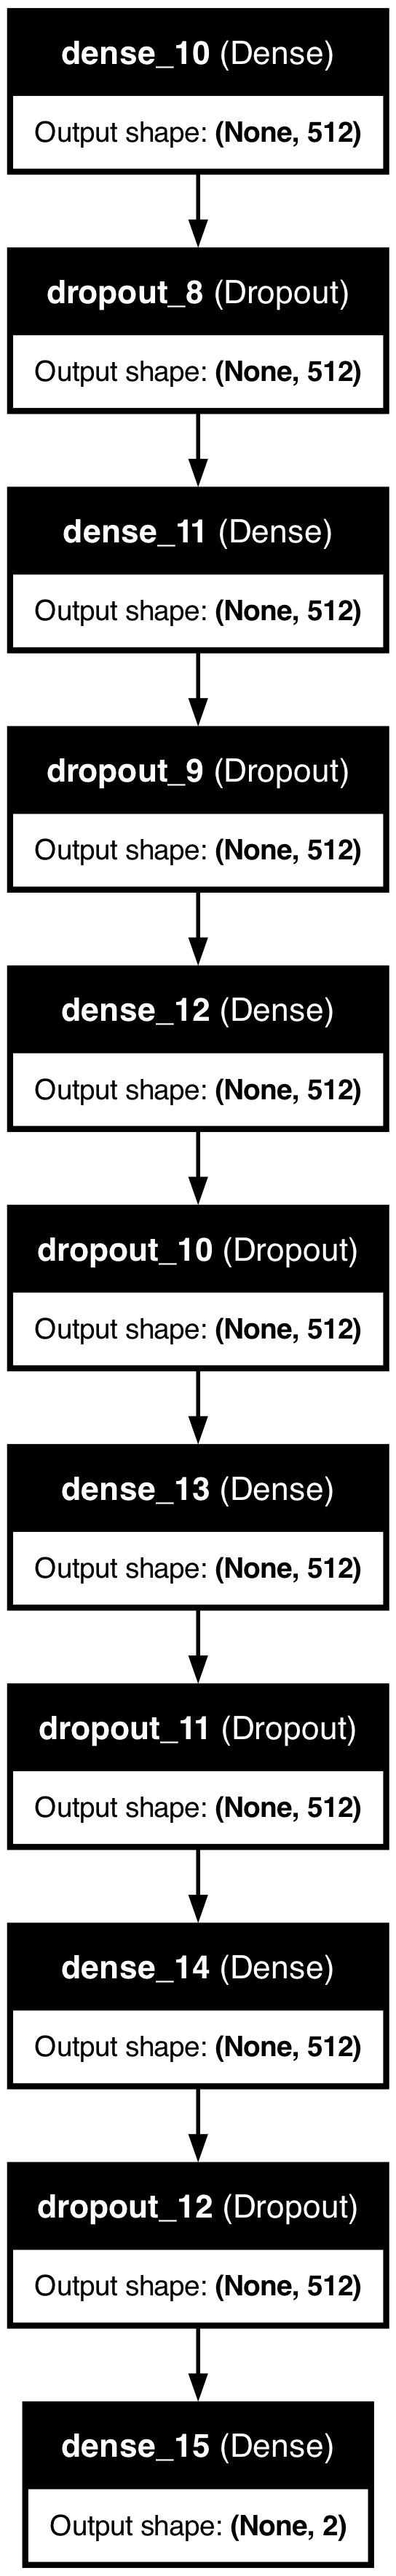 dense_10 (Dense)
Output shape: (None, 512)
dropout_8 (Dropout)
Output shape: (None, 512)
dense_11 (Dense)
Output shape: (None, 512)
dropout_9 (Dropout)
Output shape: (None, 512)
dense_12 (Dense)
Output shape: (None, 512)
dropout_10 (Dropout)
Output shape: (None, 512)
dense_13 (Dense)
Output shape: (None, 512)
dropout_11 (Dropout)
Output shape: (None, 512)
dense_14 (Dense)
Output shape: (None, 512)
dropout_12 (Dropout)
Output shape: (None, 512)
dense_15 (Dense)
Output shape: (None, 2)